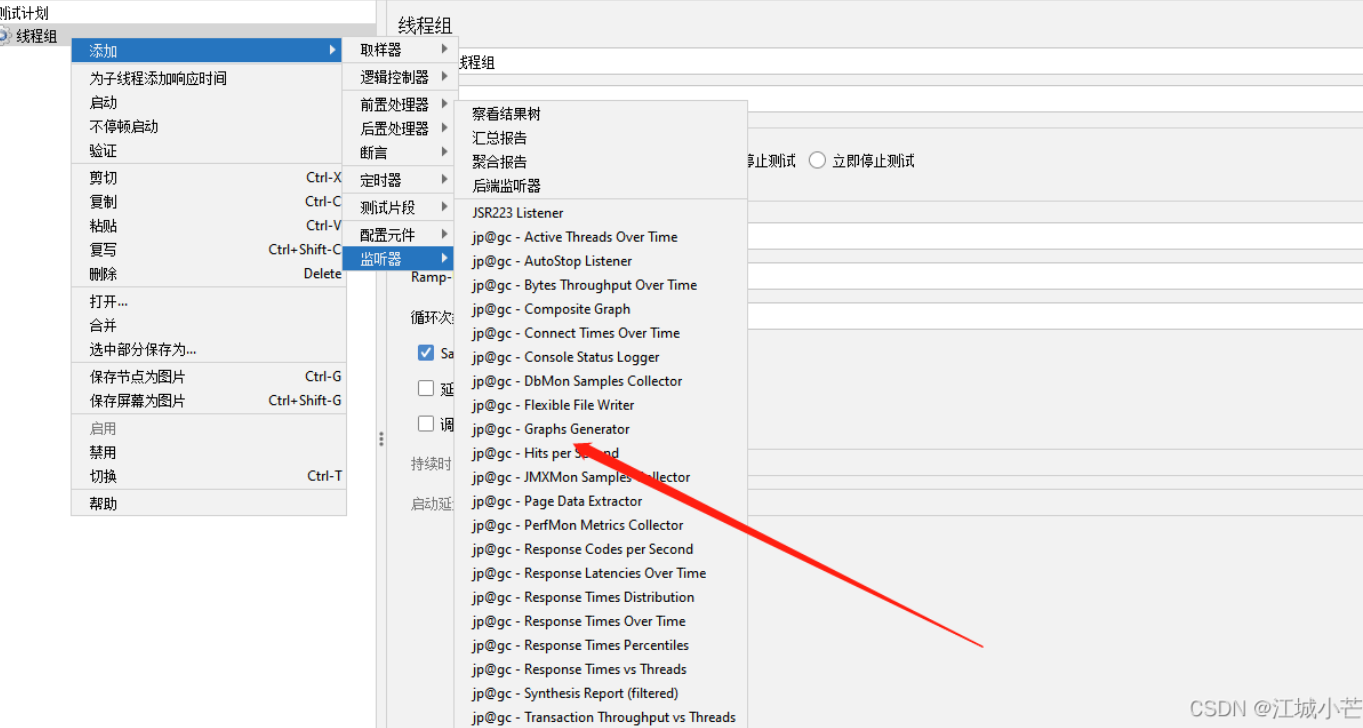 测试计划
线程组
添加
为子线程添加响应时间
启动
不停顿启动
验证
剪切 Ctrl-X
复制 Ctrl-C
粘贴 Ctrl-V
复写 Ctrl+Shift-C
删除 Delete
打开...
合并
选中部分保存为...
保存节点为图片 Ctrl-G
保存屏幕为图片 Ctrl+Shift-G
启用
禁用
切换 Ctrl-T
帮助
取样器
逻辑控制器
前置处理器
后置处理器
断言
定时器
测试片段
配置元件
监听器
察看结果树
汇总报告
聚合报告
后端监听器
JSR223 Listener
jp@gc - Active Threads Over Time
jp@gc - AutoStop Listener
jp@gc - Bytes Throughput Over Time
jp@gc - Composite Graph
jp@gc - Connect Times Over Time
jp@gc - Console Status Logger
jp@gc - DbMon Samples Collector
jp@gc - Flexible File Writer
jp@gc - Graphs Generator
jp@gc - Hits per Second
jp@gc - JMXMon Samples Collector
jp@gc - Page Data Extractor
jp@gc - PerfMon Metrics Collector
jp@gc - Response Codes per Second
jp@gc - Response Latencies Over Time
jp@gc - Response Times Distribution
jp@gc - Response Times Over Time
jp@gc - Response Times Percentiles
jp@gc - Response Times vs Threads
jp@gc - Synthesis Report (filtered)
jp@gc - Transaction Throughput vs Threads
线程组
线程组
停止测试 立即停止测试
Ramp-
循环次
Sa
延
调
持续时
启动延
CSDN @江城小芒